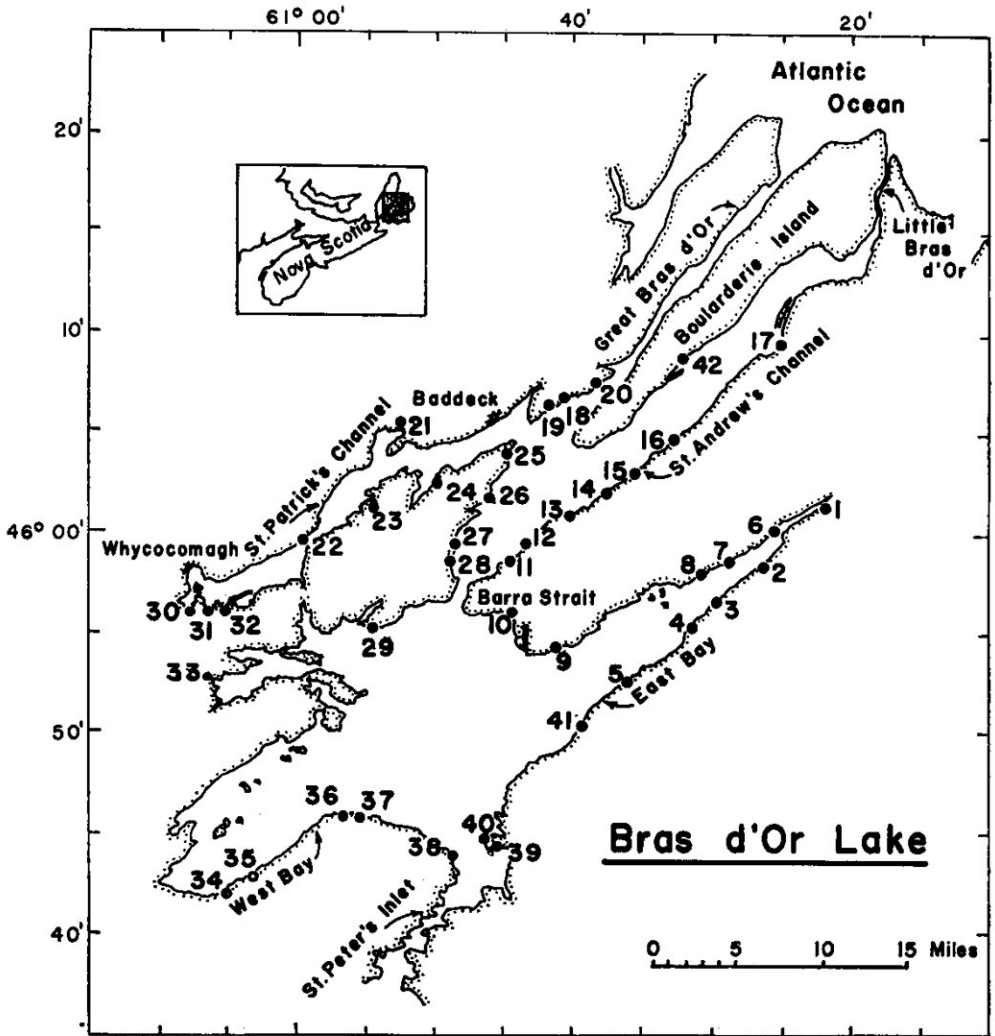 61° 00'
40'
20'
Atlantic
Ocean
20'
Nova Scotia
Little
Bras
d'Or
Great Bras d'Or
Boularderie Island
10'
17
42
20
St. Andrew's Channel
Baddeck
19
18
21
16
St. Patrick's Channel
25
15
24
26
14
23
13
1
46° 00'
6
22
27
12
Whycocomagh
7
28
11
8
2
Barra Strait
3
30
31
32
10
4
29
9
East Bay
33
5
41
50'
36
37
40
38
39
Bras d'Or Lake
35
34
West Bay
St. Peter's Inlet
40'
0 5 10 15 Miles